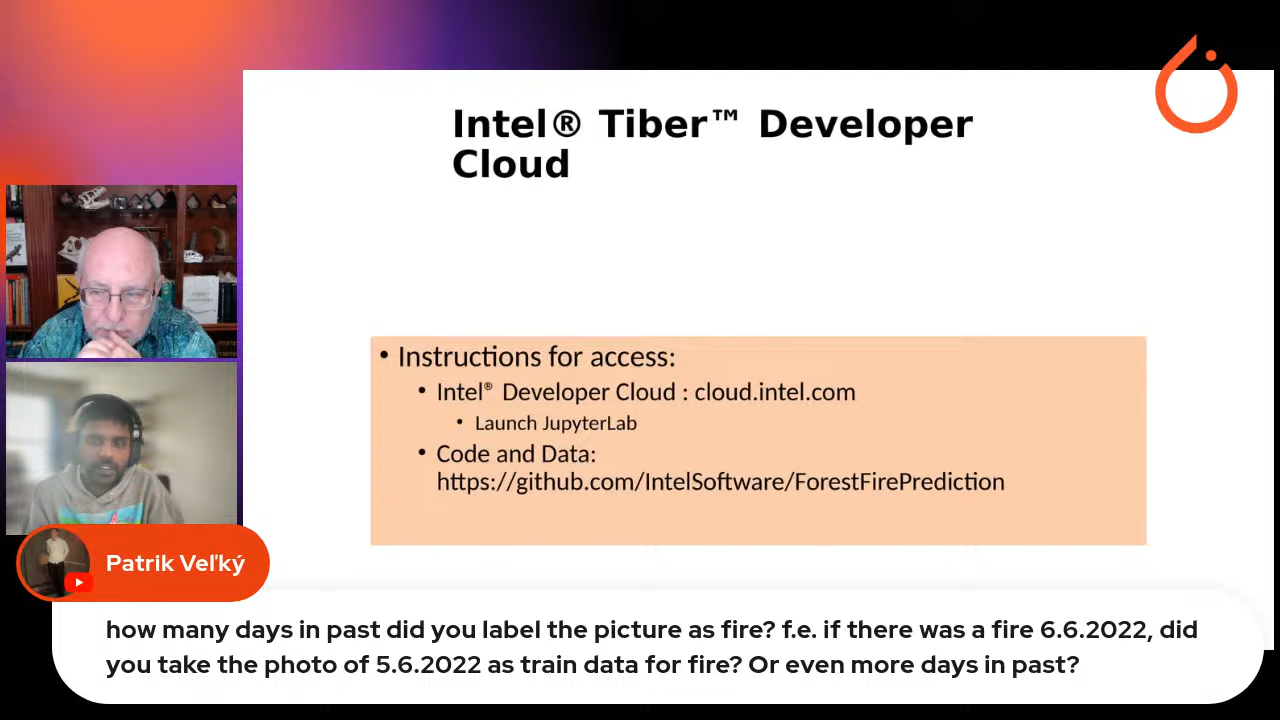 Intel® Tiber™ Developer
Cloud
• Instructions for access:
• Intel® Developer Cloud : cloud.intel.com
• Launch JupyterLab
• Code and Data:
https://github.com/IntelSoftware/ForestFirePrediction
Patrik Veľký
how many days in past did you label the picture as fire? f.e. if there was a fire 6.6.2022, did
you take the photo of 5.6.2022 as train data for fire? Or even more days in past?